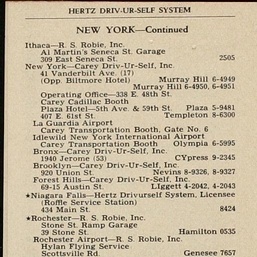 HERTZ DRIV-UR-SELF SYSTEM
NEW YORK—Continued
Ithaca—R. S. Robie, Inc.
Al Martin's Seneca St. Garage
309 East Seneca St. 2505
New York—Carey Driv-Ur-Self, Inc.
41 Vanderbilt Ave. (17)
(Opp. Biltmore Hotel) Murray Hill 6-4949
Murray Hill 6-4950, 6-4951
Operating Office—338 E. 48th St.
Carey Cadillac Booth
Plaza Hotel—5th Ave. & 59th St. Plaza 5-9481
407 E. 61st St. Templeton 8-6300
La Guardia Airport
Carey Transportation Booth, Gate No. 6
Idlewild New York International Airport
Carey Transportation Booth Olympia 6-5995
Bronx—Carey Driv-Ur-Self, Inc.
1940 Jerome (53) CYpress 9-2345
Brooklyn—Carey Driv-Ur-Self, Inc.
920 Union St. Nevins 8-9326, 8-9327
Forest Hills—Carey Driv-Ur-Self, Inc.
69-15 Austin St. LIggett 4-2042, 4-2043
★Niagara Falls—Hertz Drivurself System, Licensee
(Roffle Service Station)
434 Main St. 8424
★Rochester—R. S. Robie, Inc.
Stone St. Ramp Garage
39 Stone St. Hamilton 0535
Rochester Airport—R. S. Robie, Inc.
Hylan Flying Service
Scottsville Rd. Genesee 7657